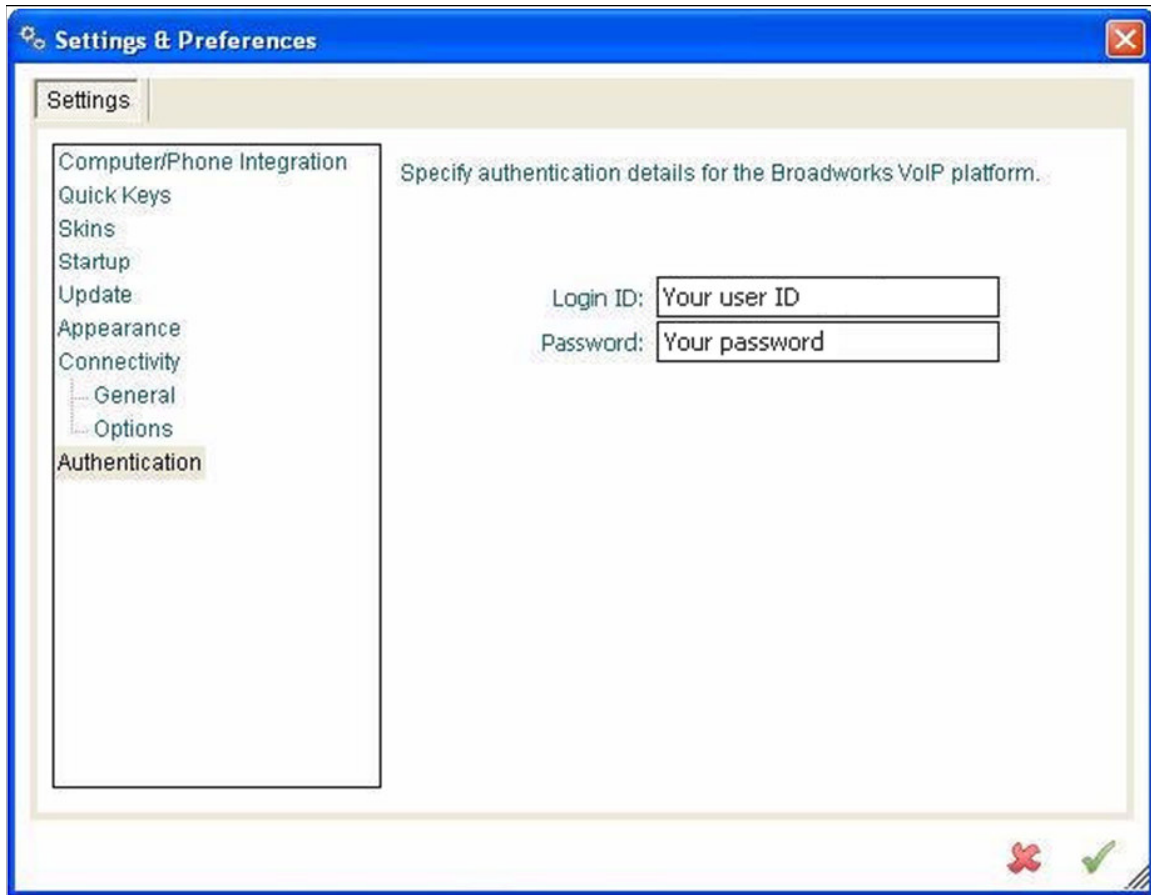 Settings & Preferences
Settings
Computer/Phone Integration
Quick Keys
Skins
Startup
Update
Appearance
Connectivity
General
Options
Authentication
Specify authentication details for the Broadworks VoIP platform.
Login ID: Your user ID
Password: Your password